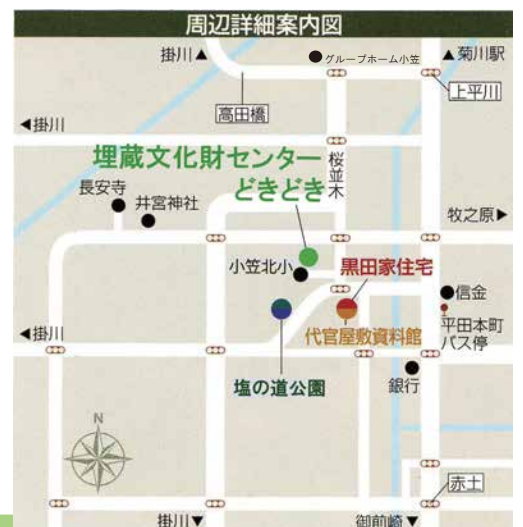 周辺詳細案内図
掛川▲
グループホーム小笠
▲菊川駅
高田橋
上平川
◀掛川
埋蔵文化財センター
どきどき
桜並木
長安寺
井宮神社
牧之原▶
小笠北小
黒田家住宅
信金
代官屋敷資料館
平田本町
バス停
◀掛川
塩の道公園
銀行
N
赤土
掛川▼
御前崎▼